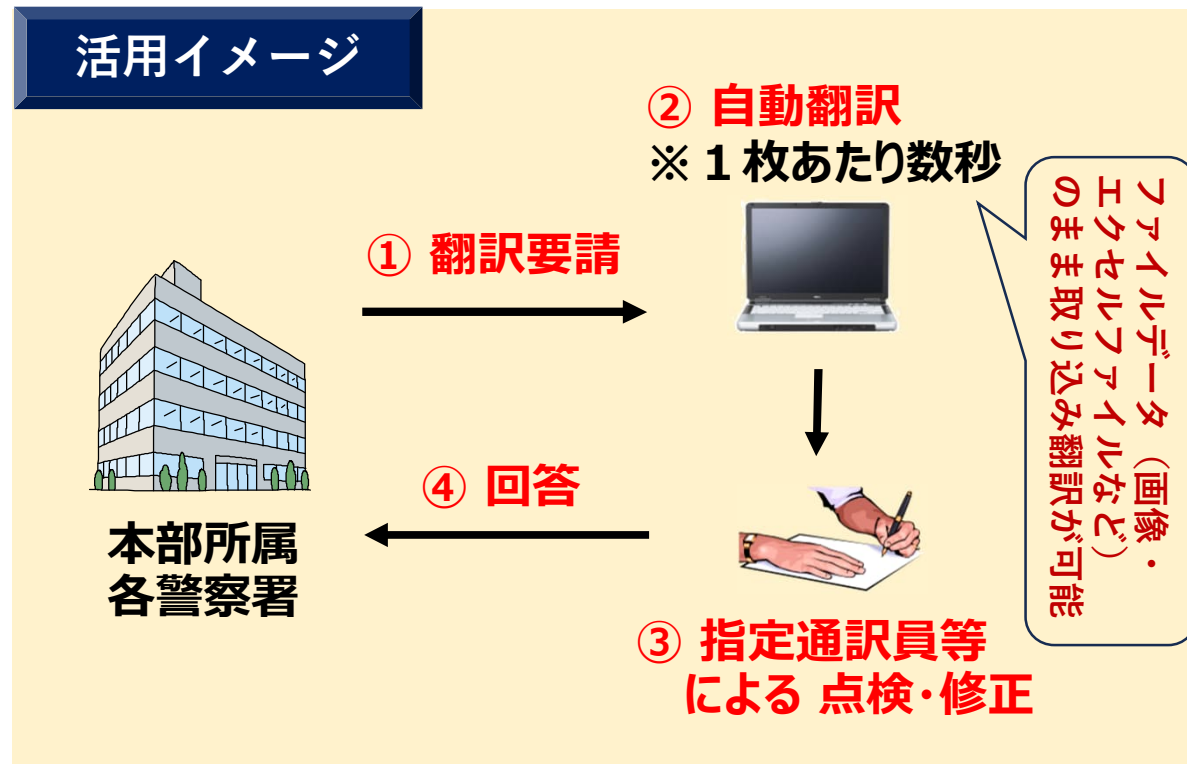 活用イメージ
② 自動翻訳
※１枚あたり数秒
ファイルデータ（画像・
エクセルファイルなど）
のまま取り込み翻訳が可能
① 翻訳要請
④ 回答
本部所属
各警察署
③ 指定通訳員等
による 点検・修正